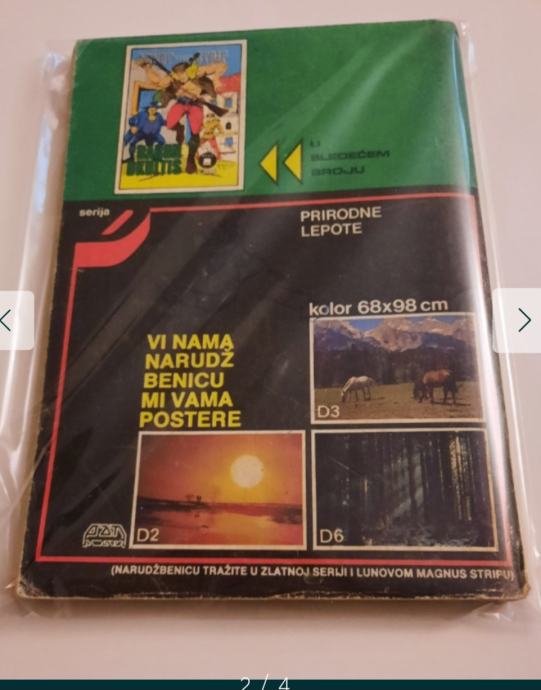 U
SLEDEĆEM
BROJU
serija
PRIRODNE
LEPOTE
kolor 68x98 cm
VI NAMA
NARUDŽ
BENICU
MI VAMA
POSTERE
D3
D2
D6
(NARUDŽBENICU TRAŽITE U ZLATNOJ SERIJI I LUNOVOM MAGNUS STRIPU)
2 / 4